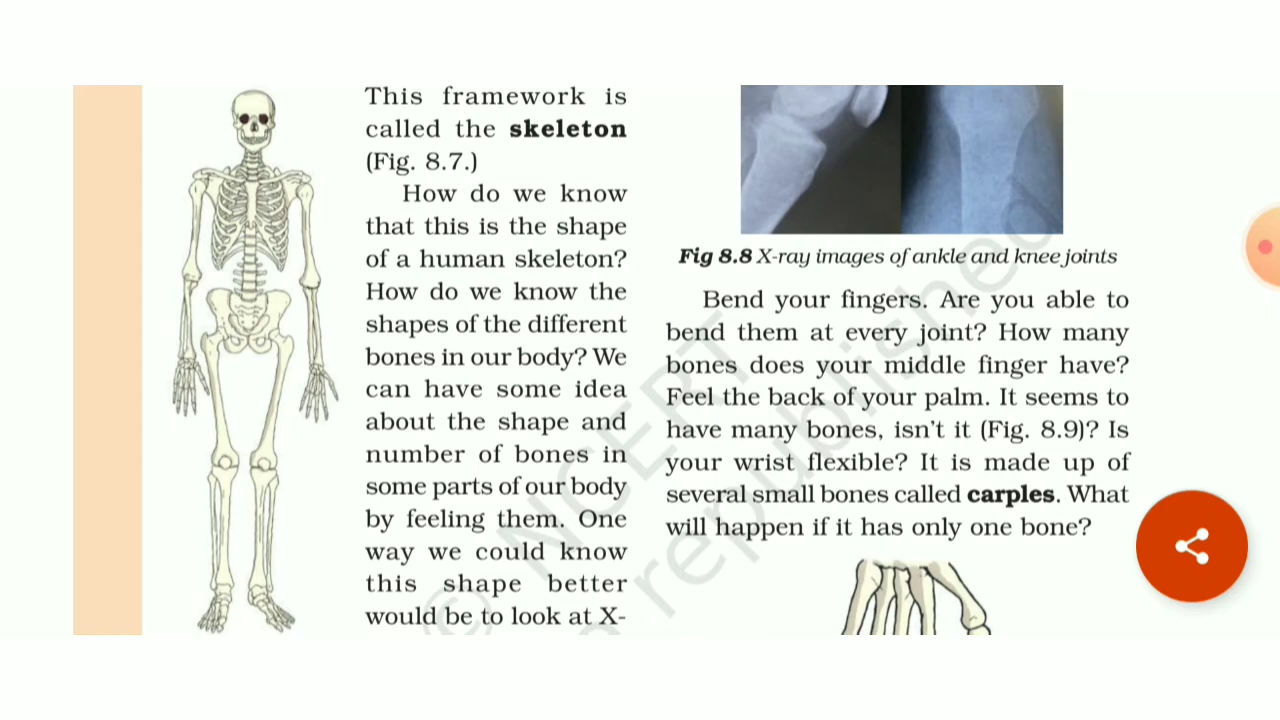 This framework is
called the skeleton
(Fig. 8.7.)
How do we know
that this is the shape
of a human skeleton?
How do we know the
shapes of the different
bones in our body? We
can have some idea
about the shape and
number of bones in
some parts of our body
by feeling them. One
way we could know
this shape better
would be to look at X-
Fig 8.8 X-ray images of ankle and knee joints
Bend your fingers. Are you able to
bend them at every joint? How many
bones does your middle finger have?
Feel the back of your palm. It seems to
have many bones, isn't it (Fig. 8.9)? Is
your wrist flexible? It is made up of
several small bones called carples. What
will happen if it has only one bone?
© NCERT
republished